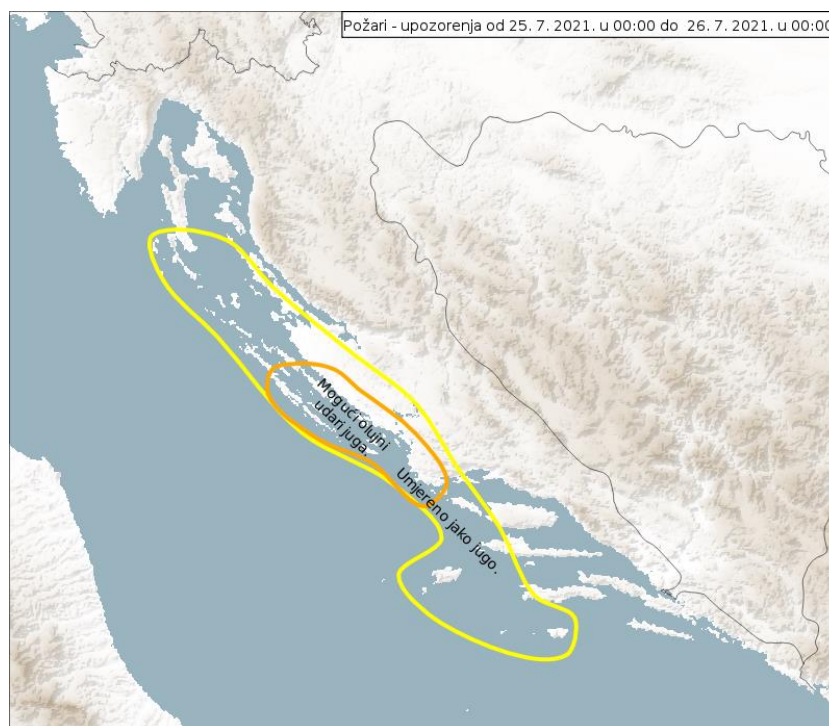 Požari - upozorenja od 25. 7. 2021. u 00:00 do 26. 7. 2021. u 00:00
Mogući olujni
udari juga.
Umjereno jako jugo.